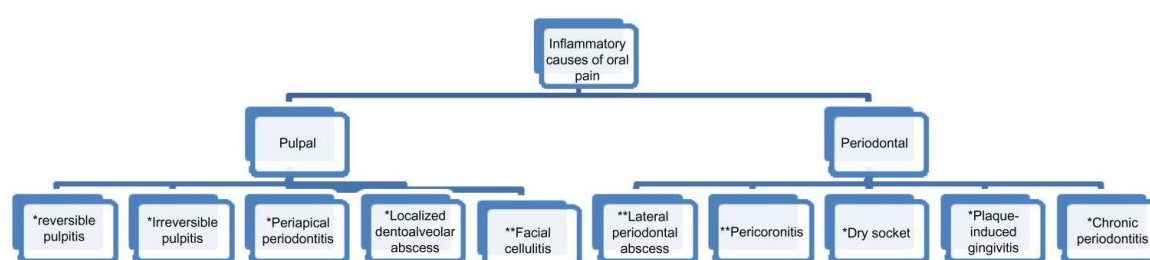 Inflammatory
causes of oral
pain
Pulpal
Periodontal
*reversible
pulpitis
*Irreversible
pulpitis
*Periapical
periodontitis
*Localized
dentoalveolar
abscess
**Facial
cellulitis
**Lateral
periodontal
abscess
**Pericoronitis
*Dry socket
*Plaque-
induced
gingivitis
*Chronic
periodontitis